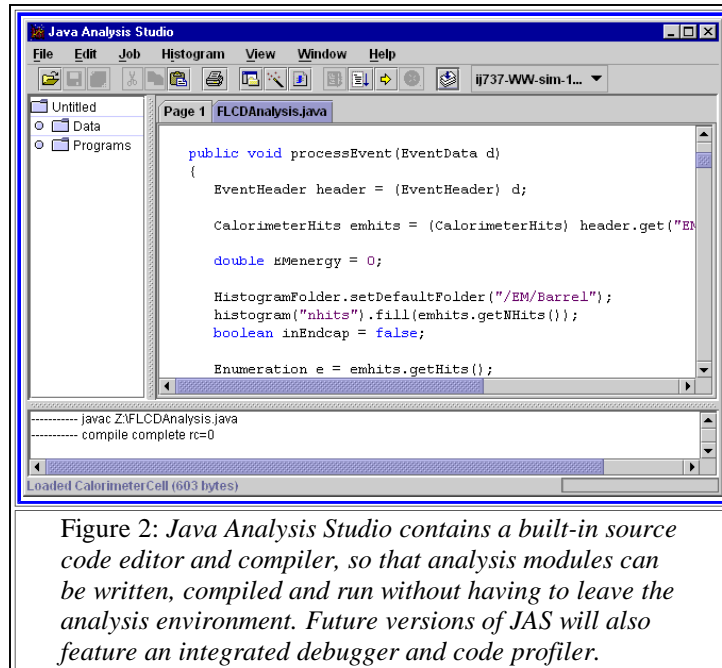 Java Analysis Studio
File Edit Job Histogram View Window Help
ij737-WW-sim-1...
Untitled
Data
Programs
Page 1 FLCDAnalysis.java
public void processEvent(EventData d)
{
EventHeader header = (EventHeader) d;
CalorimeterHits emhits = (CalorimeterHits) header.get("EM
double EMenergy = 0;
HistogramFolder.setDefaultFolder("/EM/Barrel");
histogram("nhits").fill(emhits.getNHits());
boolean inEndcap = false;
Enumeration e = emhits.getHits();
---------- javac Z:\FLCDAnalysis.java
---------- compile complete rc=0
Loaded CalorimeterCell (603 bytes)
Figure 2: Java Analysis Studio contains a built-in source
code editor and compiler, so that analysis modules can
be written, compiled and run without having to leave the
analysis environment. Future versions of JAS will also
feature an integrated debugger and code profiler.